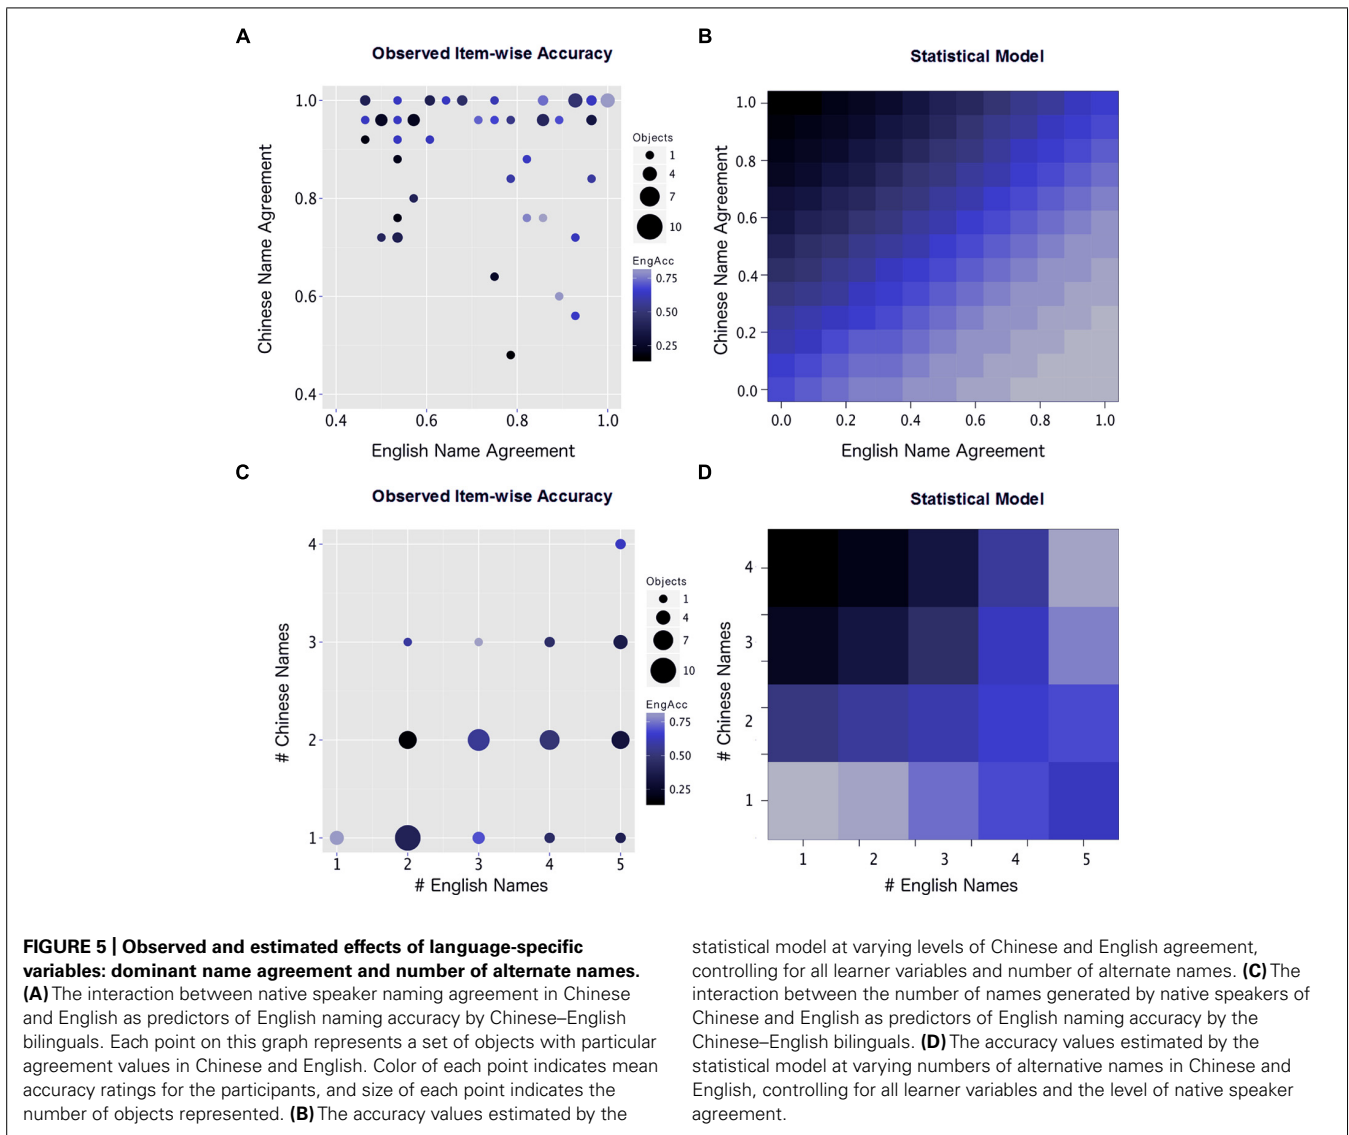 A
Observed Item-wise Accuracy
Chinese Name Agreement
1.0
0.8
0.6
0.4
0.4
0.6
0.8
1.0
English Name Agreement
Objects
1
4
7
10
EngAcc
0.75
0.50
0.25
B
Statistical Model
Chinese Name Agreement
1.0
0.8
0.6
0.4
0.2
0.0
0.0
0.2
0.4
0.6
0.8
1.0
English Name Agreement
C
Observed Item-wise Accuracy
# Chinese Names
4
3
2
1
1
2
3
4
5
# English Names
Objects
1
4
7
10
EngAcc
0.75
0.50
0.25
D
Statistical Model
# Chinese Names
4
3
2
1
1
2
3
4
5
# English Names
FIGURE 5 | Observed and estimated effects of language-specific
variables: dominant name agreement and number of alternate names.
(A) The interaction between native speaker naming agreement in Chinese
and English as predictors of English naming accuracy by Chinese–English
bilinguals. Each point on this graph represents a set of objects with particular
agreement values in Chinese and English. Color of each point indicates mean
accuracy ratings for the participants, and size of each point indicates the
number of objects represented. (B) The accuracy values estimated by the
statistical model at varying levels of Chinese and English agreement,
controlling for all learner variables and number of alternate names. (C) The
interaction between the number of names generated by native speakers of
Chinese and English as predictors of English naming accuracy by the
Chinese–English bilinguals. (D) The accuracy values estimated by the
statistical model at varying numbers of alternative names in Chinese and
English, controlling for all learner variables and the level of native speaker
agreement.